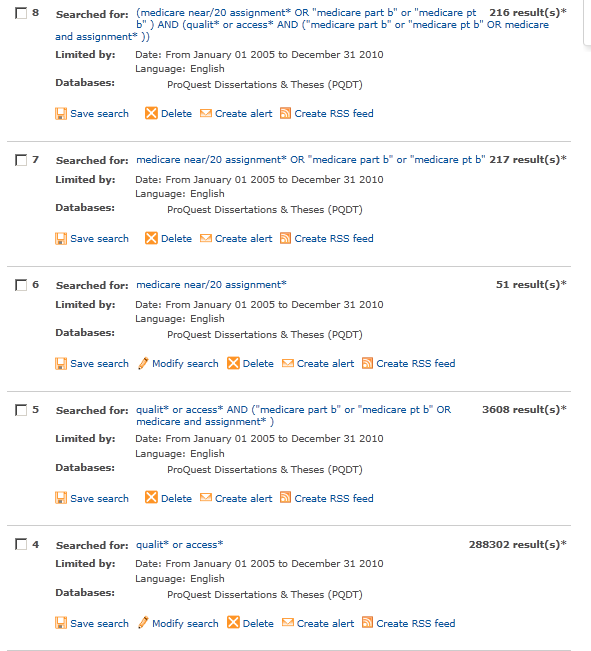 8 Searched for: (medicare near/20 assignment* OR "medicare part b" or "medicare pt 216 result(s)*
b" ) AND (qualit* or access* AND ("medicare part b" or "medicare pt b" OR medicare
and assignment* ))
Limited by: Date: From January 01 2005 to December 31 2010
Language: English
Databases: ProQuest Dissertations & Theses (PQDT)
Save search Delete Create alert Create RSS feed
7 Searched for: medicare near/20 assignment* OR "medicare part b" or "medicare pt b" 217 result(s)*
Limited by: Date: From January 01 2005 to December 31 2010
Language: English
Databases: ProQuest Dissertations & Theses (PQDT)
Save search Delete Create alert Create RSS feed
6 Searched for: medicare near/20 assignment* 51 result(s)*
Limited by: Date: From January 01 2005 to December 31 2010
Language: English
Databases: ProQuest Dissertations & Theses (PQDT)
Save search Modify search Delete Create alert Create RSS feed
5 Searched for: qualit* or access* AND ("medicare part b" or "medicare pt b" OR 3608 result(s)*
medicare and assignment* )
Limited by: Date: From January 01 2005 to December 31 2010
Language: English
Databases: ProQuest Dissertations & Theses (PQDT)
Save search Delete Create alert Create RSS feed
4 Searched for: qualit* or access* 288302 result(s)*
Limited by: Date: From January 01 2005 to December 31 2010
Language: English
Databases: ProQuest Dissertations & Theses (PQDT)
Save search Modify search Delete Create alert Create RSS feed